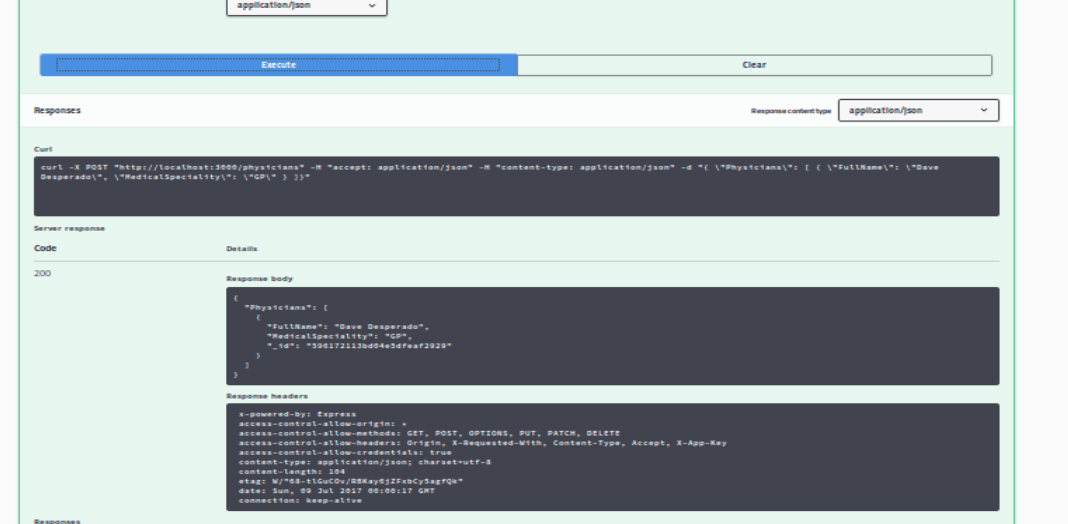 application/json
Execute
Clear
Responses
Response content type
application/json
Curl
curl -X POST "http://localhost:3000/physicians" -H "accept: application/json" -H "content-type: application/json" -d "{ \"Physicians\": [ { \"FullName\": \"Dave
Desperado\", \"MedicalSpeciality\": \"GP\" } ]}"
Server response
Code
Details
200
Response body
{
"Physicians": [
{
"FullName": "Dave Desperado",
"MedicalSpeciality": "GP",
"_id":
}
]
}
Response headers
x-powered-by: Express
access-control-allow-origin: *
access-control-allow-methods: GET, POST, OPTIONS, PUT, PATCH, DELETE
access-control-allow-headers: Origin, X-Requested-With, Content-Type, Accept, X-App-Key
access-control-allow-credentials: true
content-type: application/json; charset=utf-8
content-length: 104
etag:
date: Sun, 09 Jul 2017 00:00:17 GMT
connection: keep-alive
Responses